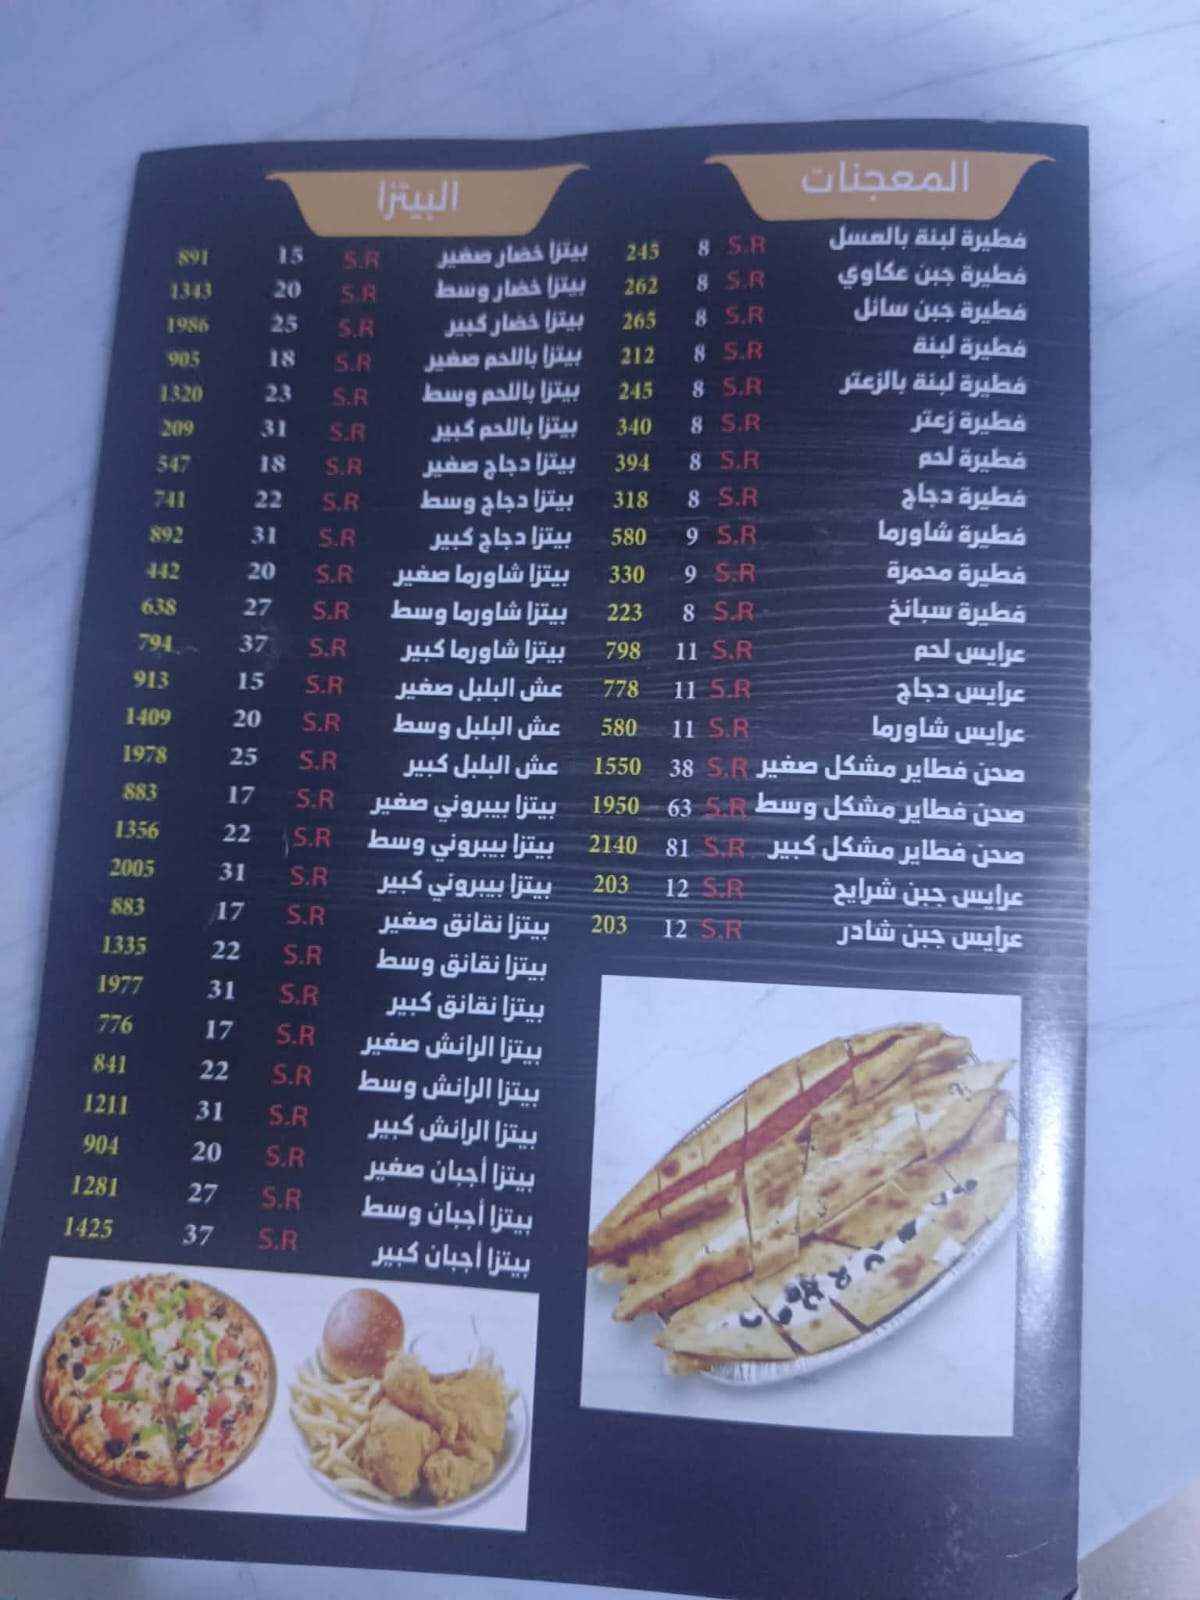 المعجنات
فطيرة لبنة بالعسل S.R 8 245
فطيرة جبن عكاوي S.R 8 262
فطيرة جبن سائل S.R 8 265
فطيرة لبنة S.R 8 212
فطيرة لبنة بالزعتر S.R 8 245
فطيرة زعتر S.R 8 340
فطيرة لحم S.R 8 394
فطيرة دجاج S.R 8 318
فطيرة شاورما S.R 9 580
فطيرة محمرة S.R 9 330
فطيرة سبانخ S.R 8 223
عرايس لحم S.R 11 798
عرايس دجاج S.R 11 778
عرايس شاورما S.R 11 580
صحن فطاير مشكل صغير S.R 38 1550
صحن فطاير مشكل وسط S.R 63 1950
صحن فطاير مشكل كبير S.R 81 2140
عرايس جبن شرايح S.R 12 203
عرايس جبن شادر S.R 12 203
البيتزا
بيتزا خضار صغير S.R 15 891
بيتزا خضار وسط S.R 20 1343
بيتزا خضار كبير S.R 25 1986
بيتزا باللحم صغير S.R 18 905
بيتزا باللحم وسط S.R 23 1320
بيتزا باللحم كبير S.R 31 209
بيتزا دجاج صغير S.R 18 547
بيتزا دجاج وسط S.R 22 741
بيتزا دجاج كبير S.R 31 892
بيتزا شاورما صغير S.R 20 442
بيتزا شاورما وسط S.R 27 638
بيتزا شاورما كبير S.R 37 794
عش البلبل صغير S.R 15 913
عش البلبل وسط S.R 20 1409
عش البلبل كبير S.R 25 1978
بيتزا بيبروني صغير S.R 17 883
بيتزا بيبروني وسط S.R 22 1356
بيتزا بيبروني كبير S.R 31 2005
بيتزا نقانق صغير S.R 17 883
بيتزا نقانق وسط S.R 22 1335
بيتزا نقانق كبير S.R 31 1977
بيتزا الرانش صغير S.R 17 776
بيتزا الرانش وسط S.R 22 841
بيتزا الرانش كبير S.R 31 1211
بيتزا أجبان صغير S.R 20 904
بيتزا أجبان وسط S.R 27 1281
بيتزا أجبان كبير S.R 37 1425